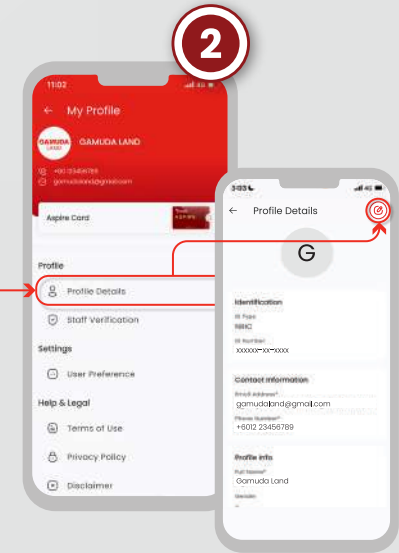 2
11:02
4G
My Profile
GAMUDA
LAND
GAMUDA LAND
gamudaland@gmail.com
Aspire Card
Profile
Profile Details
Staff Verification
Settings
User Preference
Help & Legal
Terms of Use
Privacy Policy
Disclaimer
3:03
4G
Profile Details
G
Identification
ID Type
NRIC
ID Number
xxxxxx-xx-xxxx
Contact Information
Email Address*
gamudaland@gmail.com
Phone Number*
+6012 23456789
Profile Info
Full Name*
Gamuda Land
Gender